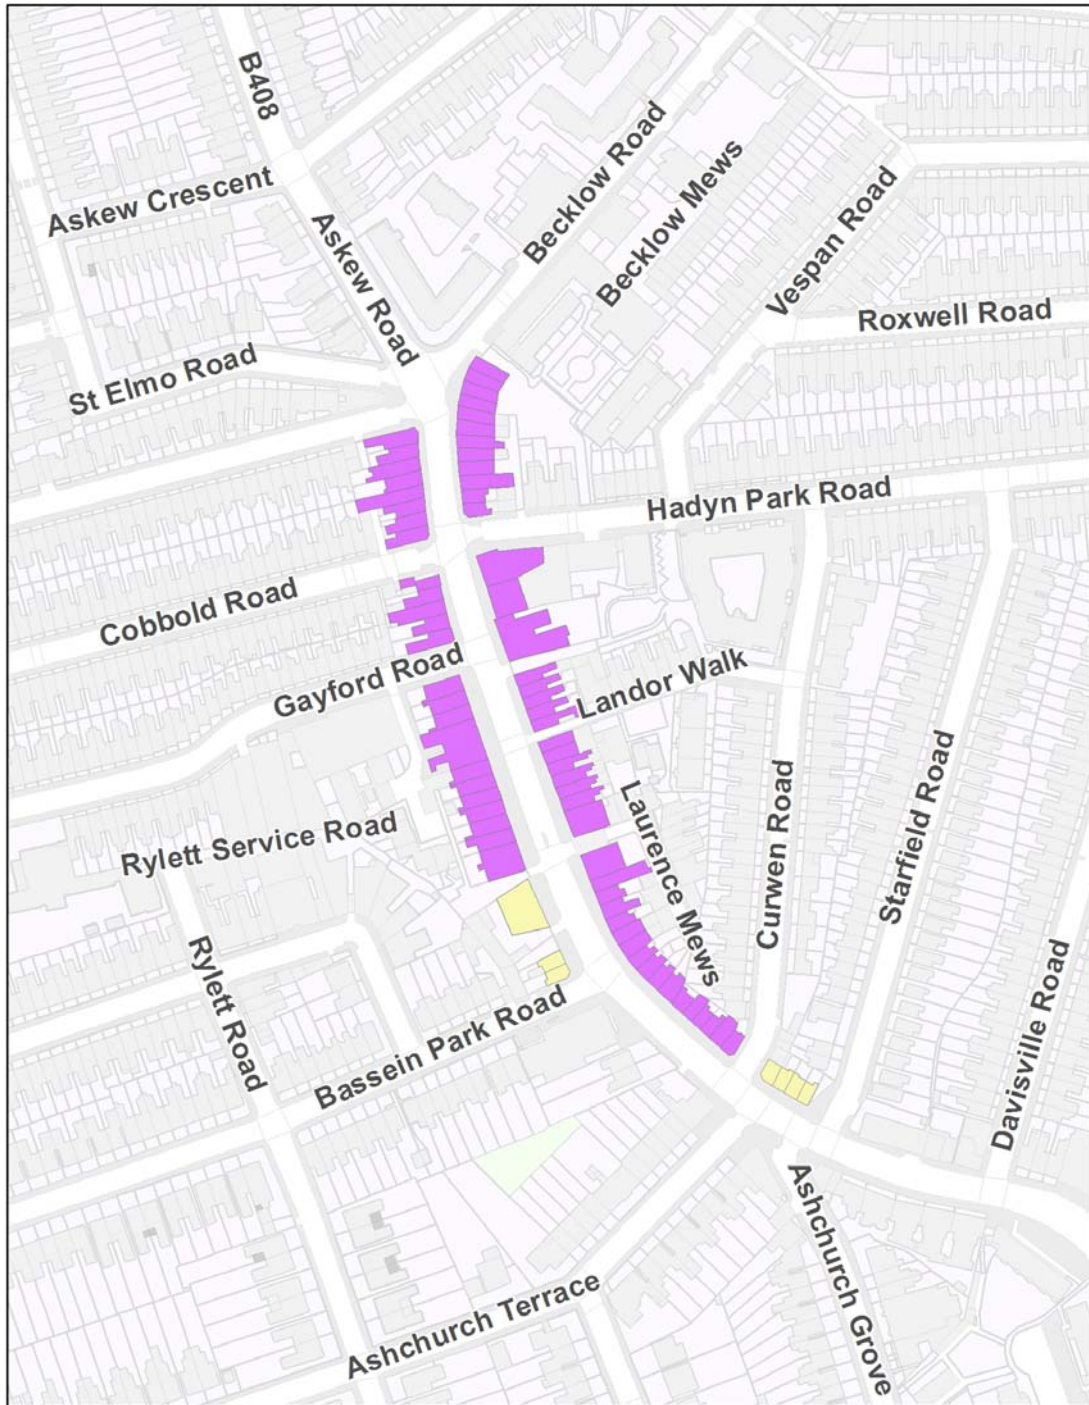 B408
Askew Crescent
Askew Road
Becklow Road
Becklow Mews
Vespan Road
Roxwell Road
St Elmo Road
Hadyn Park Road
Cobbold Road
Gayford Road
Landor Walk
Rylett Service Road
Laurence Mews
Curwen Road
Starfield Road
Rylett Road
Bassein Park Road
Davisville Road
Ashchurch Terrace
Ashchurch Grove